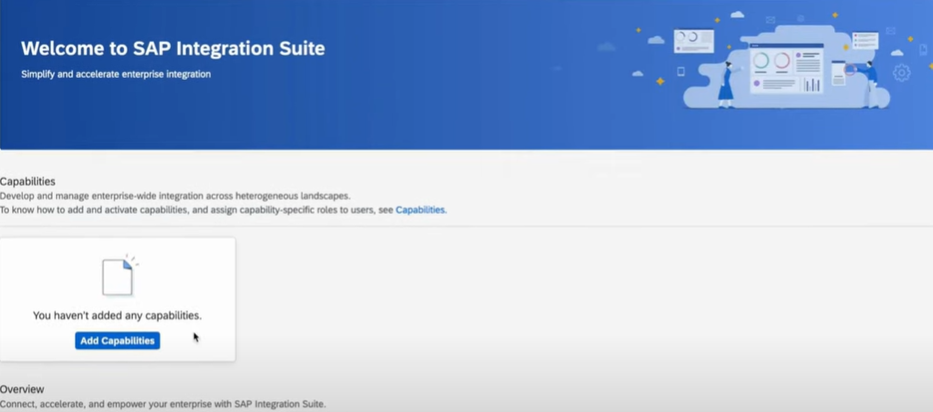 Welcome to SAP Integration Suite
Simplify and accelerate enterprise integration
Capabilities
Develop and manage enterprise-wide integration across heterogeneous landscapes.
To know how to add and activate capabilities, and assign capability-specific roles to users, see Capabilities.
You haven't added any capabilities.
Add Capabilities
Overview
Connect, accelerate, and empower your enterprise with SAP Integration Suite.